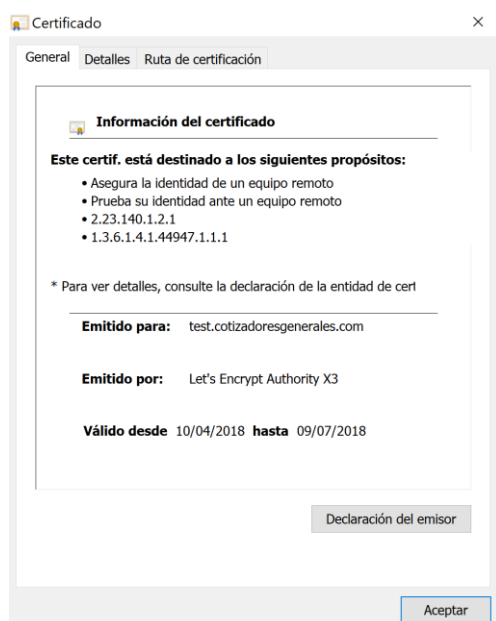 Certificado
General Detalles Ruta de certificación
Información del certificado
Este certif. está destinado a los siguientes propósitos:
• Asegura la identidad de un equipo remoto
• Prueba su identidad ante un equipo remoto
• 2.23.140.1.2.1
• 1.3.6.1.4.1.44947.1.1.1
* Para ver detalles, consulte la declaración de la entidad de cert
Emitido para: test.cotizadoresgenerales.com
Emitido por: Let's Encrypt Authority X3
Válido desde 10/04/2018 hasta 09/07/2018
Declaración del emisor
Aceptar